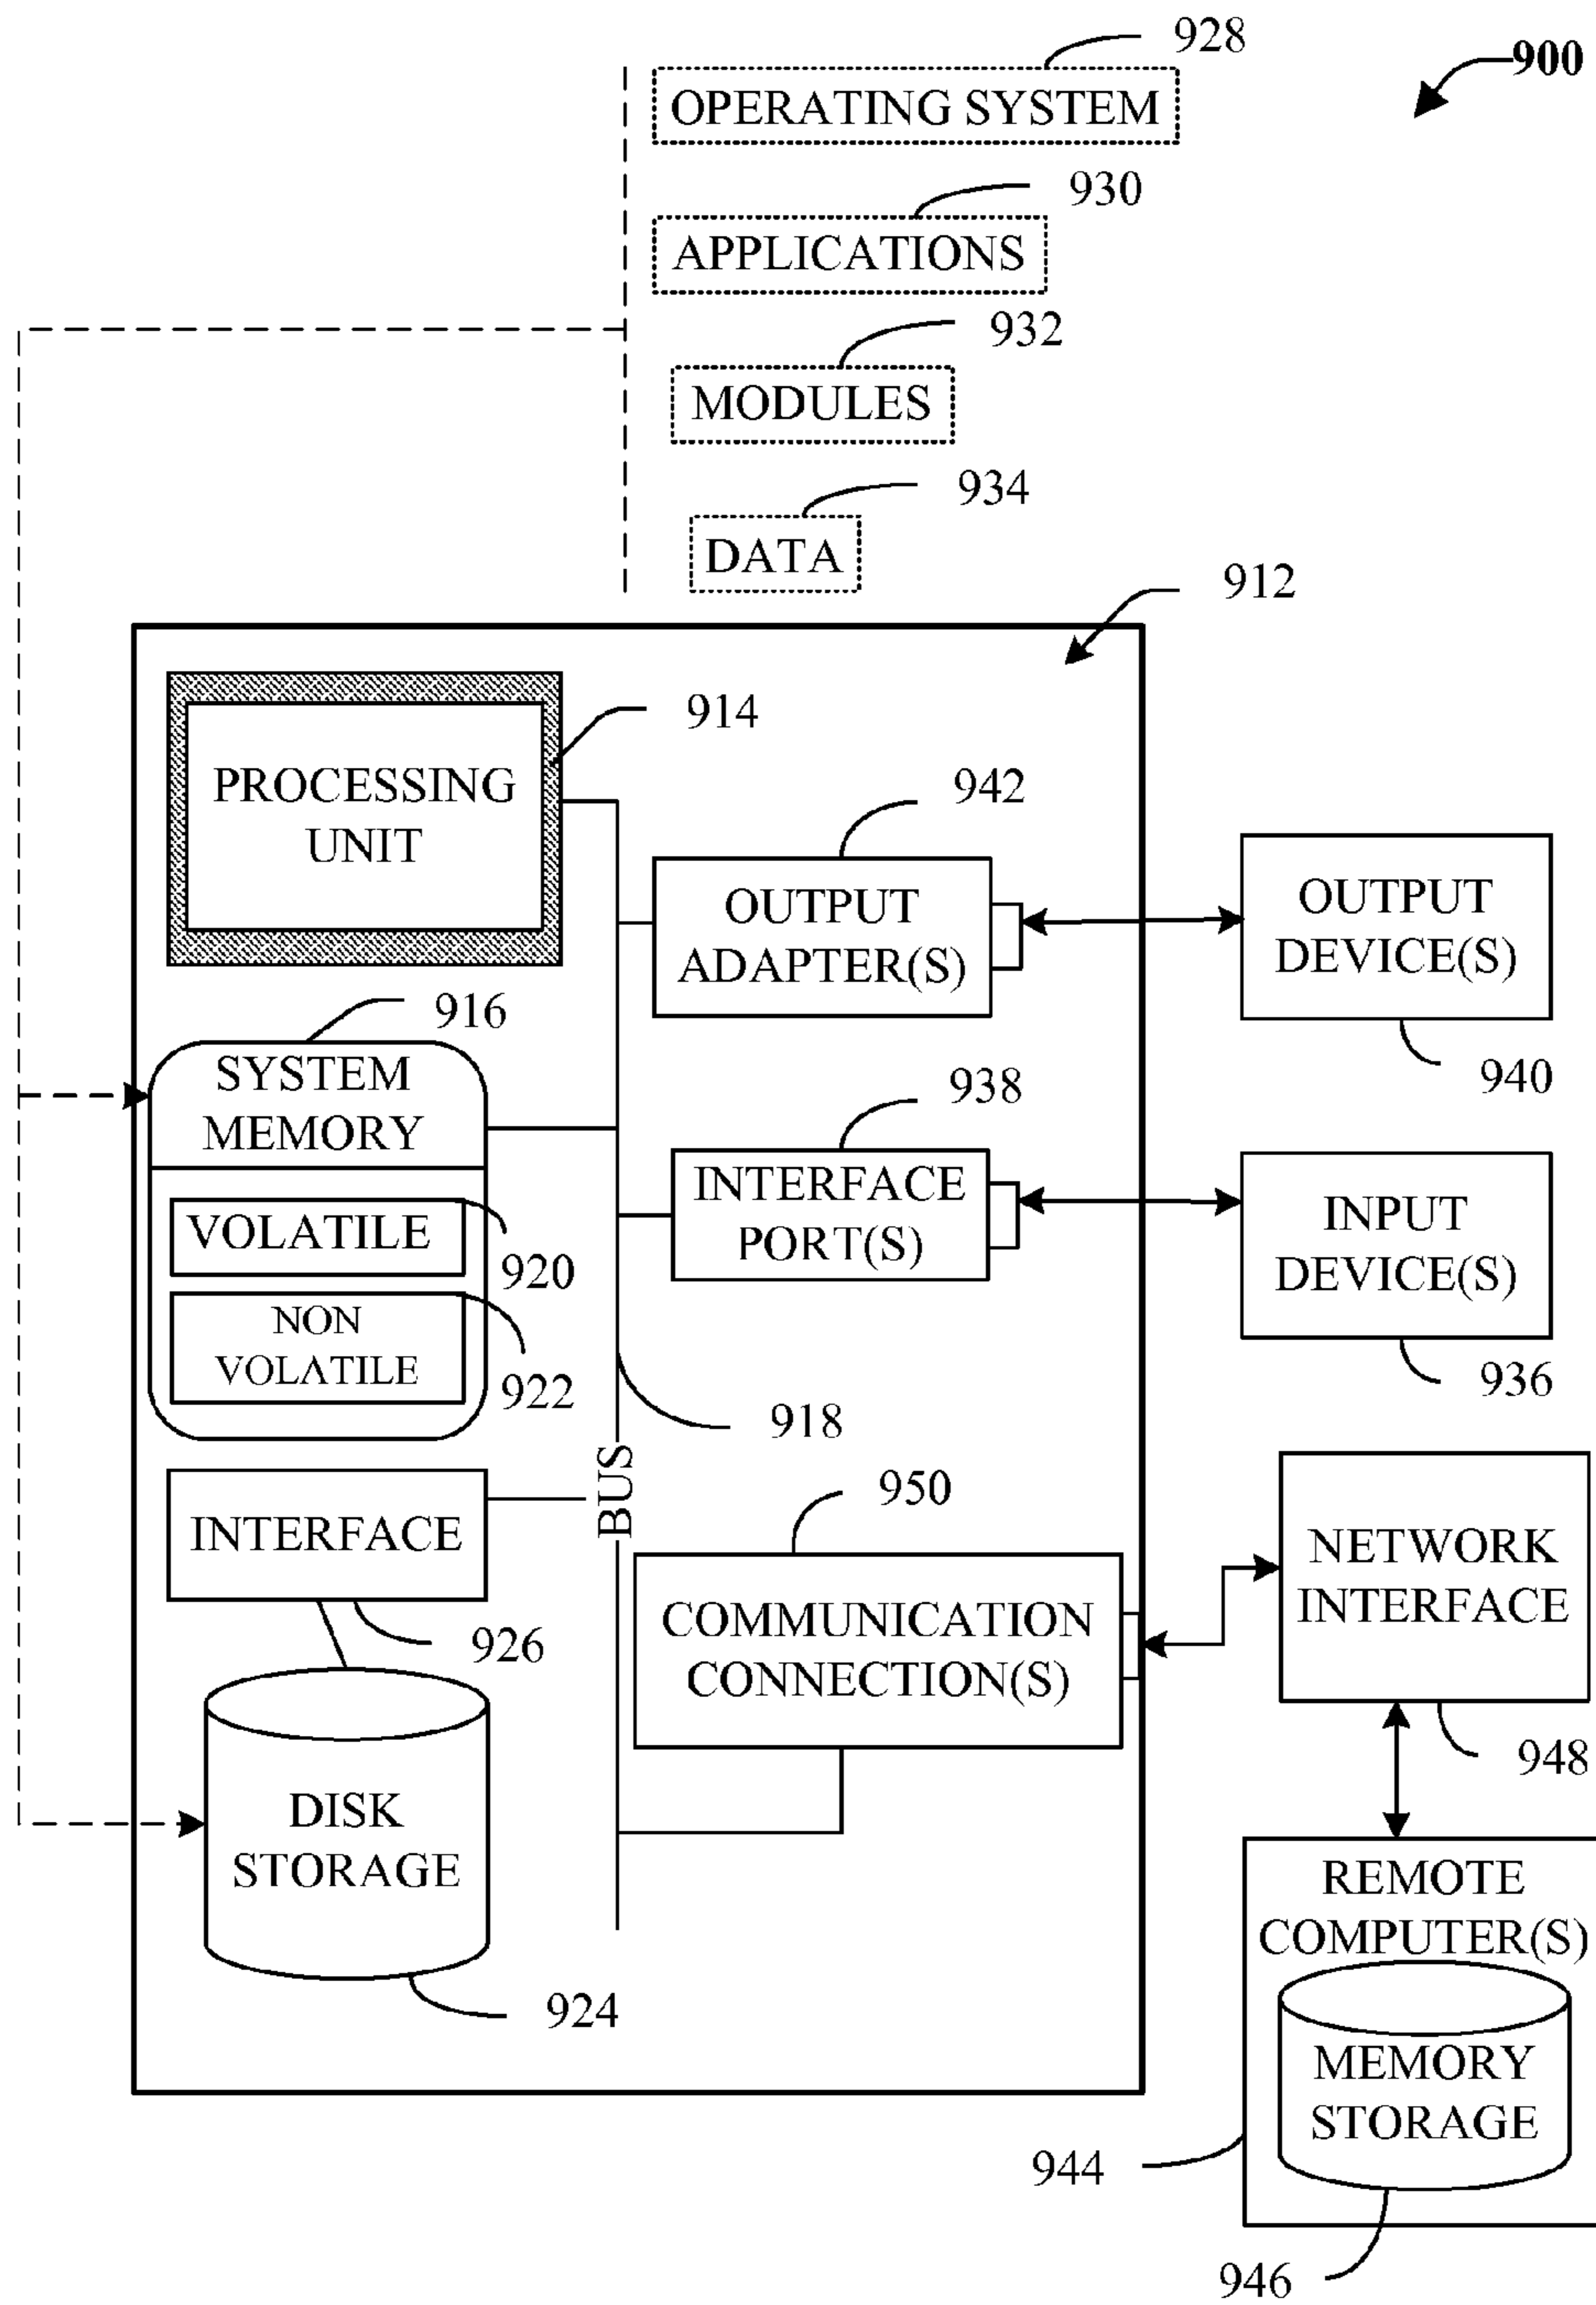 928
900
OPERATING SYSTEM
930
APPLICATIONS
932
MODULES
934
DATA
912
914
PROCESSING
UNIT
942
OUTPUT
ADAPTER(S)
OUTPUT
DEVICE(S)
940
916
SYSTEM
MEMORY
938
INTERFACE
PORT(S)
INPUT
DEVICE(S)
936
VOLATILE
920
NON
VOLATILE
922
918
BUS
INTERFACE
926
950
COMMUNICATION
CONNECTION(S)
NETWORK
INTERFACE
948
DISK
STORAGE
924
REMOTE
COMPUTER(S)
MEMORY
STORAGE
944
946